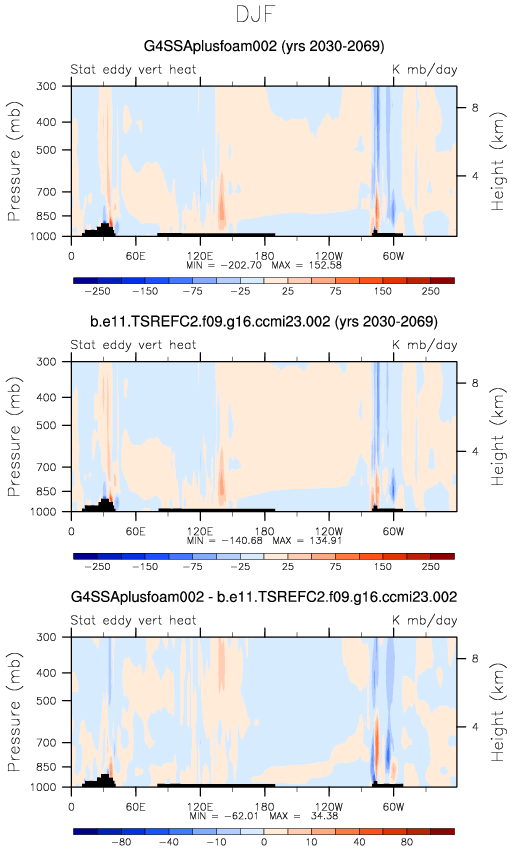 DJF
G4SSAplusfoam002 (yrs 2030-2069)
Stat eddy vert heat K mb/day
300
400
500
700
850
1000
Pressure (mb)
8
4
Height (km)
0 60E 120E 180 120W 60W
MIN = -202.70 MAX = 152.58
-250 -150 -75 -25 25 75 150 250
b.e11.TSREFC2.f09.g16.ccmi23.002 (yrs 2030-2069)
Stat eddy vert heat K mb/day
300
400
500
700
850
1000
Pressure (mb)
8
4
Height (km)
0 60E 120E 180 120W 60W
MIN = -140.68 MAX = 134.91
-250 -150 -75 -25 25 75 150 250
G4SSAplusfoam002 - b.e11.TSREFC2.f09.g16.ccmi23.002
Stat eddy vert heat K mb/day
300
400
500
700
850
1000
Pressure (mb)
8
4
Height (km)
0 60E 120E 180 120W 60W
MIN = -62.01 MAX = 34.38
-80 -40 -10 0 10 40 80